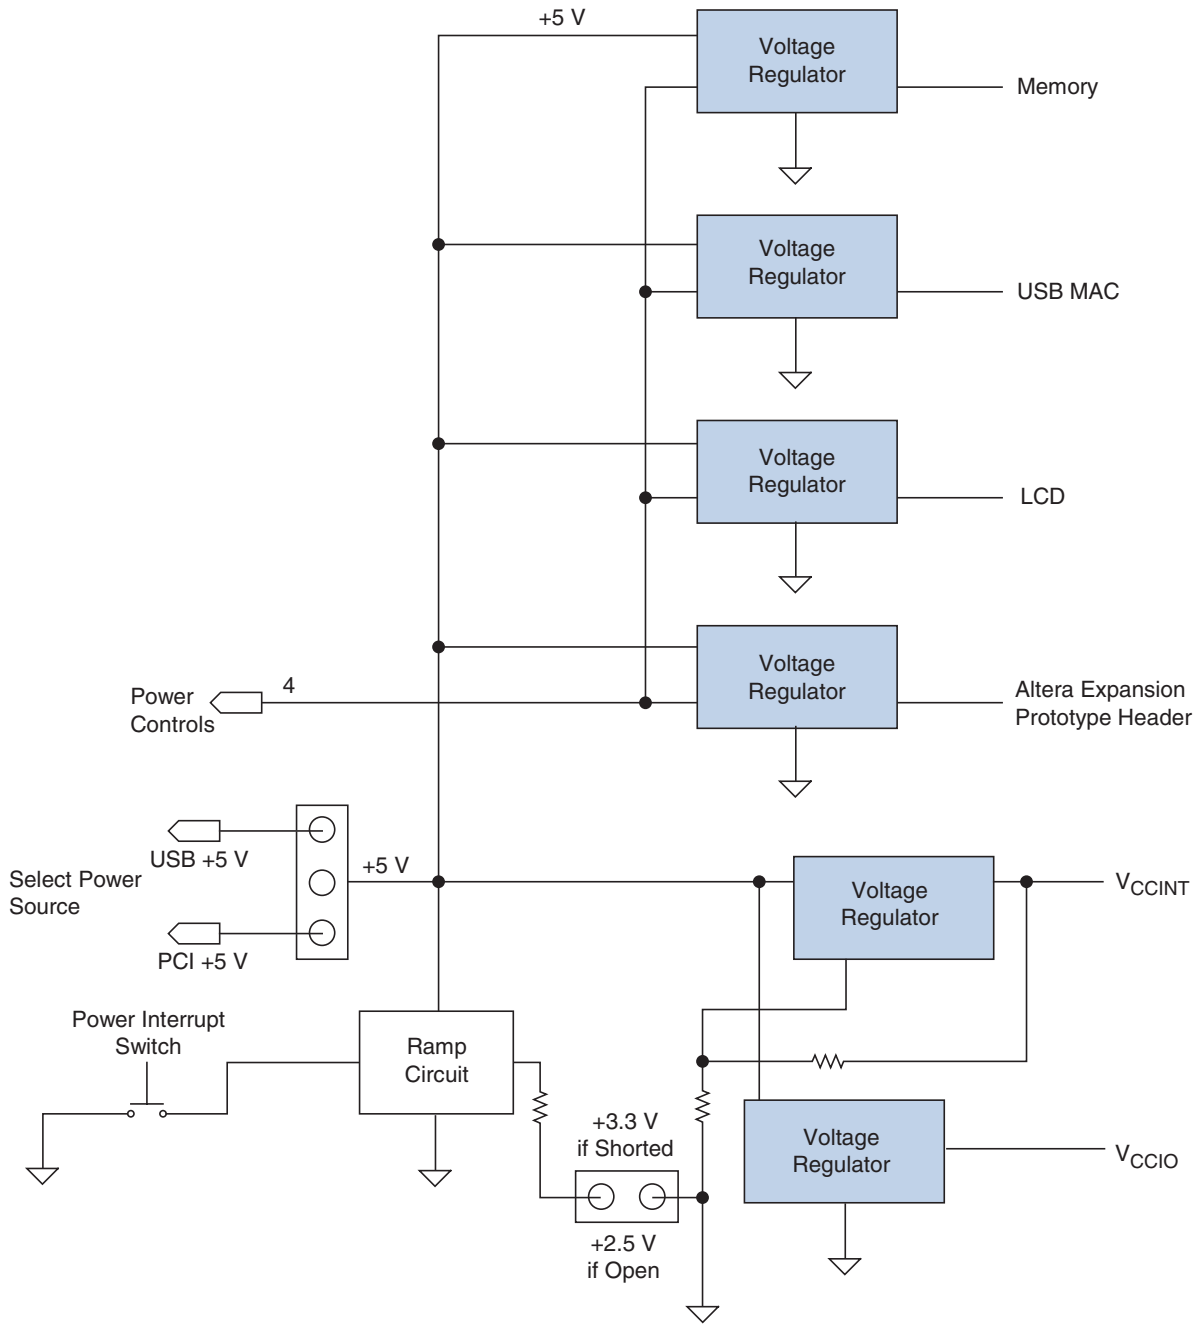 +5 V
Voltage
Regulator
Memory
Voltage
Regulator
USB MAC
Voltage
Regulator
LCD
Voltage
Regulator
Altera Expansion
Prototype Header
Power
Controls
4
Select Power
Source
USB +5 V
PCI +5 V
+5 V
Voltage
Regulator
VCCINT
Power Interrupt
Switch
Ramp
Circuit
+3.3 V
if Shorted
+2.5 V
if Open
Voltage
Regulator
VCCIO